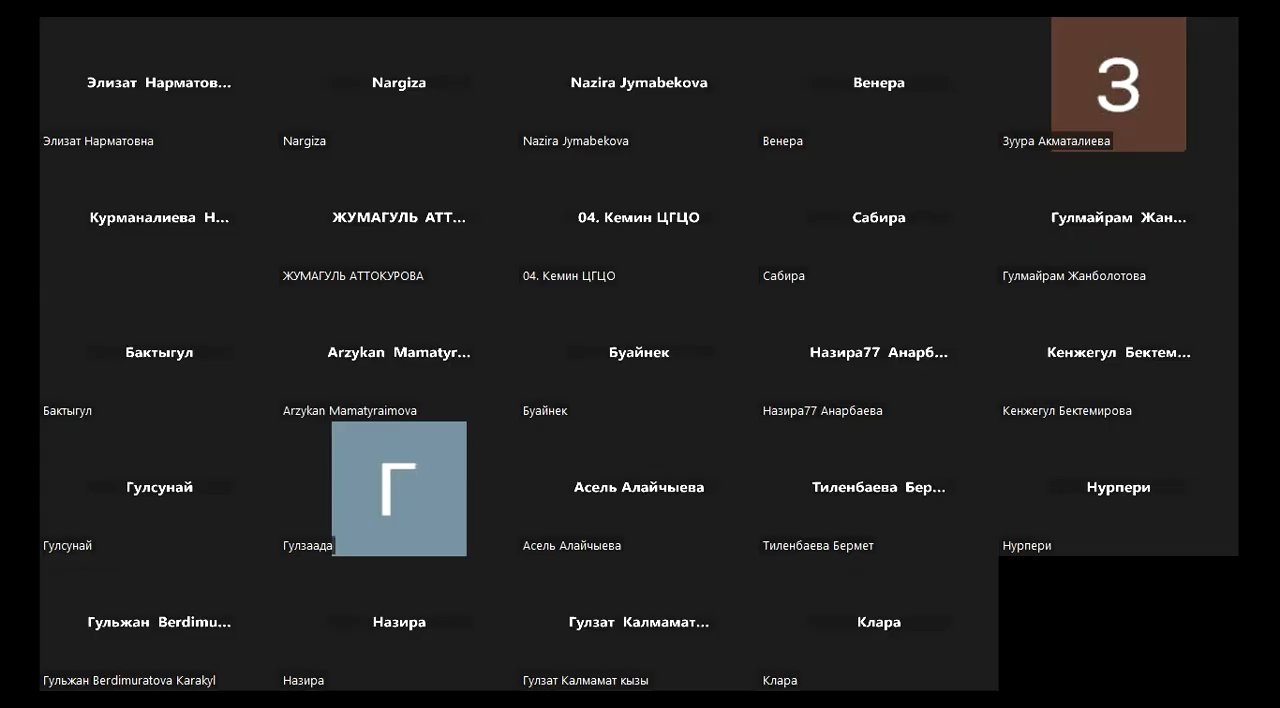 Элизат Нарматов...
Nargiza
Nazira Jymabekova
Венера
З
Элизат Нарматовна
Nargiza
Nazira Jymabekova
Венера
Зуура Акматалиева
Курманалиева Н...
ЖУМАГУЛЬ АТТ...
04. Кемин ЦГЦО
Сабира
Гулмайрам Жан...
ЖУМАГУЛЬ АТТОКУРОВА
04. Кемин ЦГЦО
Сабира
Гулмайрам Жанболотова
Бактыгул
Arzykan Mamatyr...
Буайнек
Назира77 Анарб...
Кенжегул Бектем...
Бактыгул
Arzykan Mamatyraimova
Буайнек
Назира77 Анарбаева
Кенжегул Бектемирова
Гулсунай
Г
Асель Алайчыева
Тиленбаева Бер...
Нурпери
Гулсунай
Гулзаада
Асель Алайчыева
Тиленбаева Бермет
Нурпери
Гульжан Berdimu...
Назира
Гулзат Калмамат...
Клара
Гульжан Berdimuratova Karakyl
Назира
Гулзат Калмамат кызы
Клара